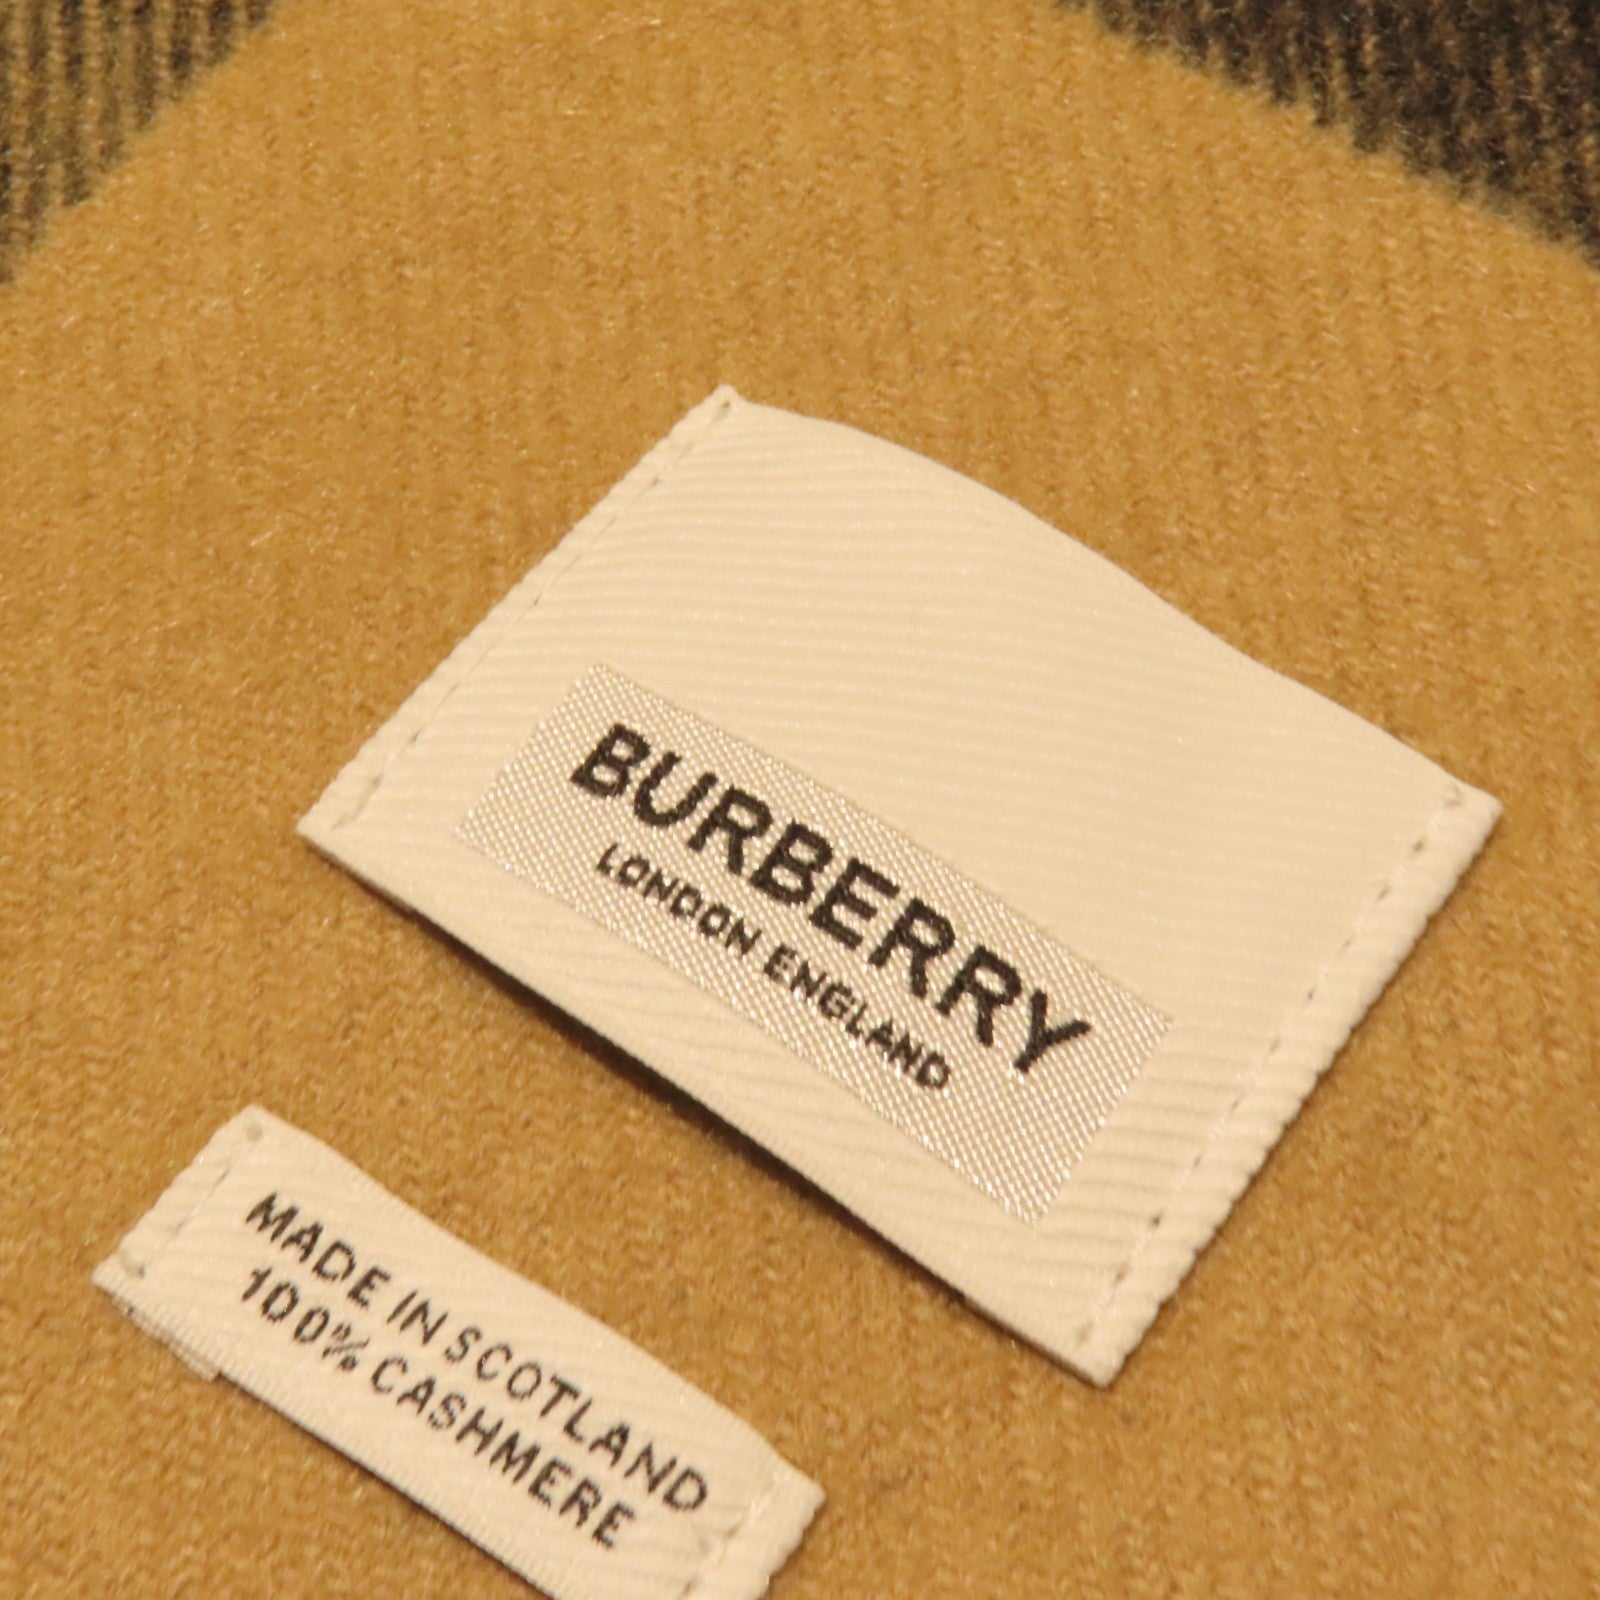 BURBERRY
LONDON ENGLAND
MADE IN SCOTLAND
100% CASHMERE